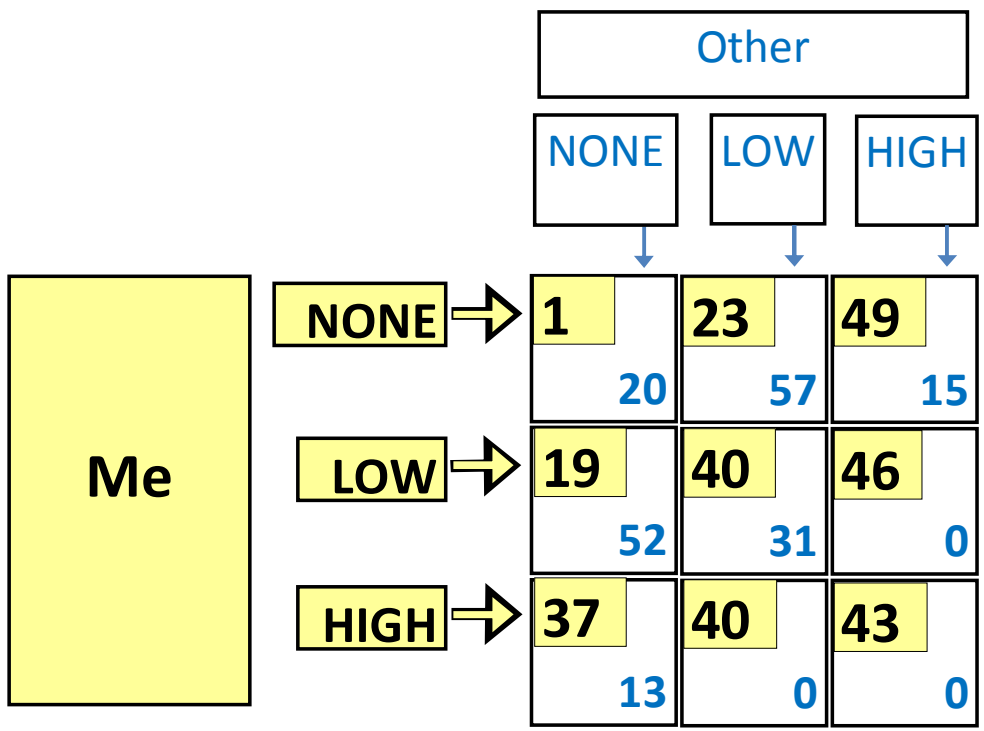 Other
NONE LOW HIGH
NONE 1 23 49
20 57 15
Me LOW 19 40 46
52 31 0
HIGH 37 40 43
13 0 0